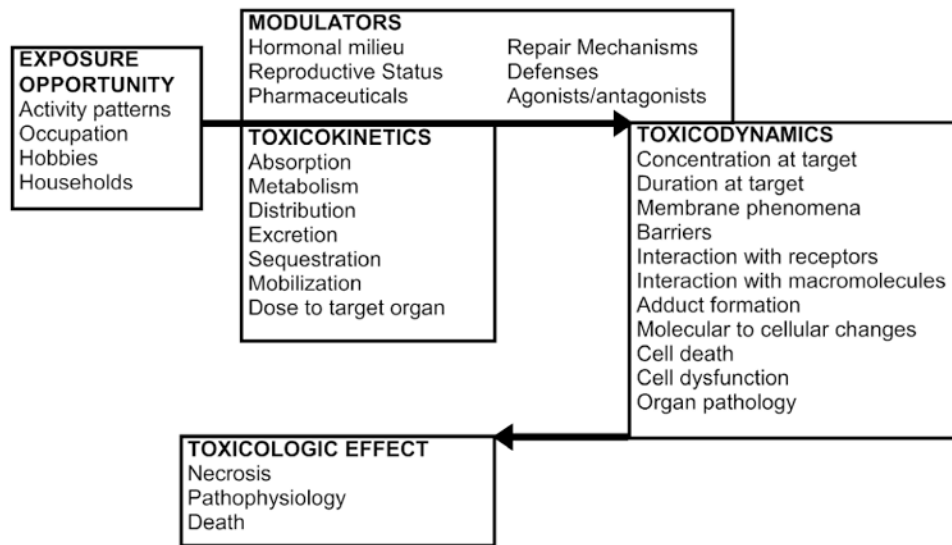 EXPOSURE
OPPORTUNITY
Activity patterns
Occupation
Hobbies
Households
MODULATORS
Hormonal milieu
Reproductive Status
Pharmaceuticals
Repair Mechanisms
Defenses
Agonists/antagonists
TOXICOKINETICS
Absorption
Metabolism
Distribution
Excretion
Sequestration
Mobilization
Dose to target organ
TOXICODYNAMICS
Concentration at target
Duration at target
Membrane phenomena
Barriers
Interaction with receptors
Interaction with macromolecules
Adduct formation
Molecular to cellular changes
Cell death
Cell dysfunction
Organ pathology
TOXICOLOGIC EFFECT
Necrosis
Pathophysiology
Death